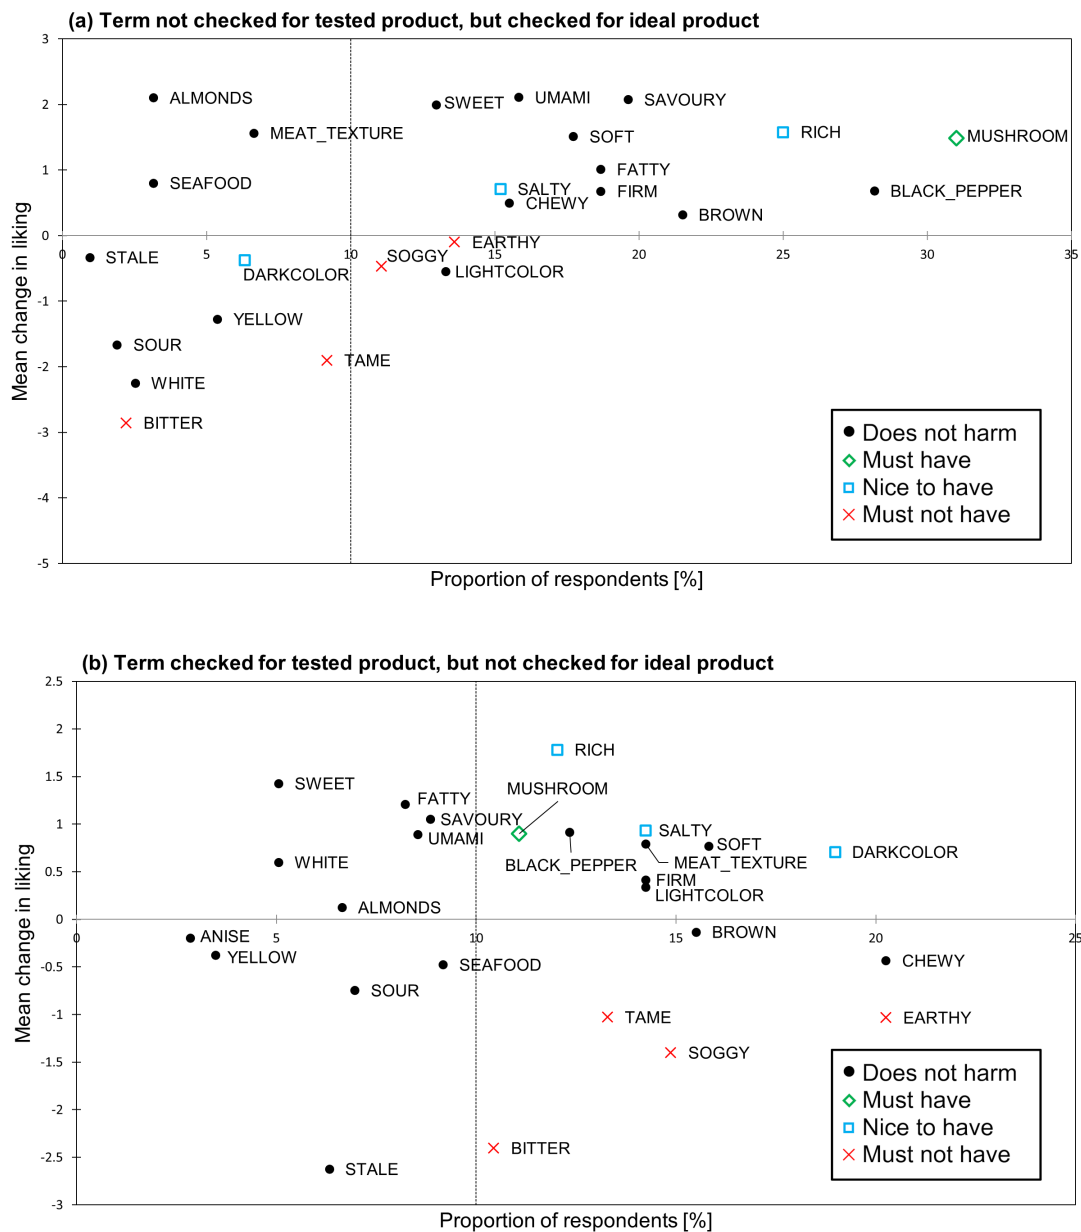 (a) Term not checked for tested product, but checked for ideal product
3
ALMONDS
SWEET
UMAMI
SAVOURY
2
MEAT_TEXTURE
SOFT
RICH
MUSHROOM
1
SEAFOOD
SALTY
FATTY
FIRM
CHEWY
BLACK_PEPPER
BROWN
0
EARTHY
0 5 10 15 20 25 30 35
STALE
SOGGY
DARKCOLOR
LIGHTCOLOR
-1
YELLOW
SOUR
TAME
-2
WHITE
BITTER
-3
-4
-5
Mean change in liking
Does not harm
Must have
Nice to have
Must not have
Proportion of respondents [%]
(b) Term checked for tested product, but not checked for ideal product
2.5
2
RICH
1.5
SWEET
MUSHROOM
FATTY
SAVOURY
1
UMAMI
SALTY
SOFT
DARKCOLOR
WHITE
BLACK_PEPPER
MEAT_TEXTURE
0.5
FIRM
LIGHTCOLOR
ALMONDS
0
0 5 10 15 20 25
ANISE
BROWN
YELLOW
SEAFOOD
CHEWY
-0.5
SOUR
-1
TAME
EARTHY
SOGGY
-1.5
-2
BITTER
-2.5
STALE
-3
Mean change in liking
Does not harm
Must have
Nice to have
Must not have
Proportion of respondents [%]